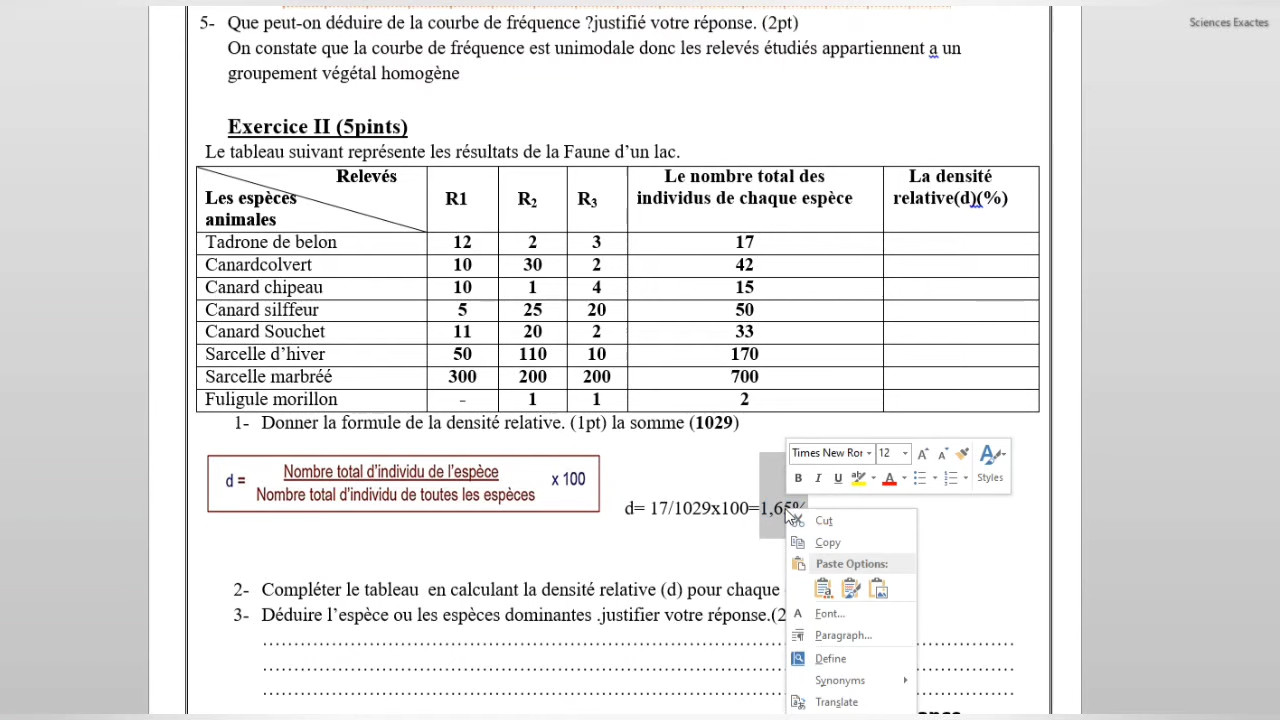 Sciences Exactes
5- Que peut-on déduire de la courbe de fréquence ?justifié votre réponse. (2pt)
On constate que la courbe de fréquence est unimodale donc les relevés étudiés appartiennent a un
groupement végétal homogène
Exercice II (5pints)
Le tableau suivant représente les résultats de la Faune d'un lac.
Relevés
Les espèces animales
R1
R2
R3
Le nombre total des individus de chaque espèce
La densité relative(d)(%)
Tadrone de belon 12 2 3 17
Canardcolvert 10 30 2 42
Canard chipeau 10 1 4 15
Canard silffeur 5 25 20 50
Canard Souchet 11 20 2 33
Sarcelle d'hiver 50 110 10 170
Sarcelle marbréé 300 200 200 700
Fuligule morillon - 1 1 2
1- Donner la formule de la densité relative. (1pt) la somme (1029)
d = Nombre total d'individu de l'espèce x 100
Nombre total d'individu de toutes les espèces
d= 17/1029x100=1,65%
Times New Ror 12
B I U Styles
Cut
Copy
Paste Options:
Font...
Paragraph...
Define
Synonyms
Translate
2- Compléter le tableau en calculant la densité relative (d) pour chaque
3- Déduire l'espèce ou les espèces dominantes .justifier votre réponse.(2